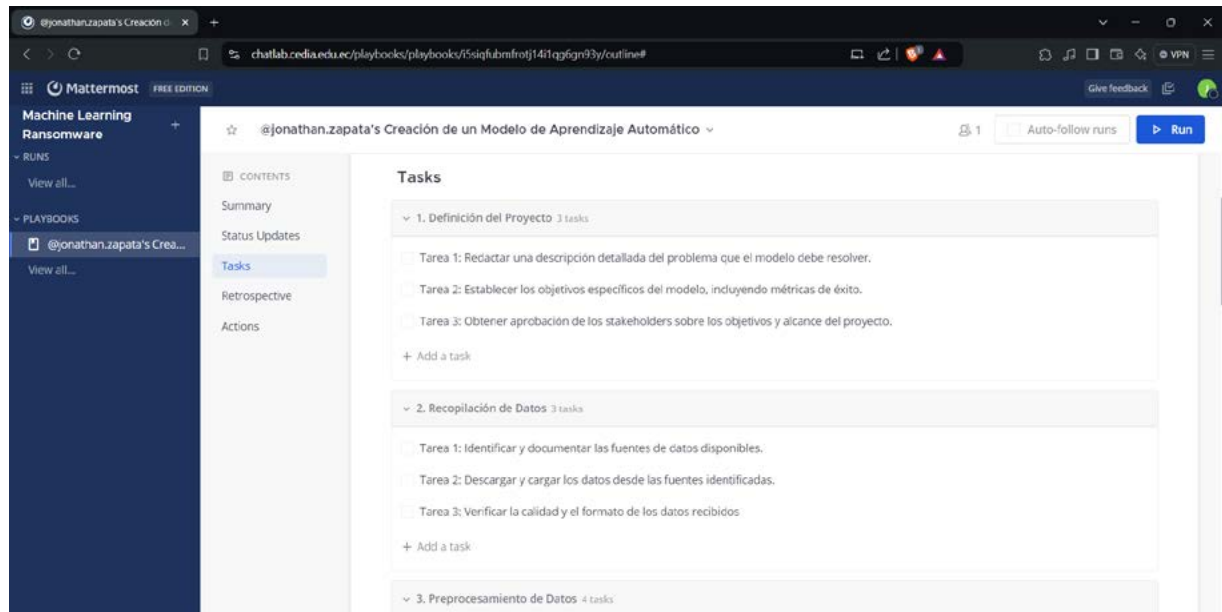 @jonathan.zapata's Creación d
chatlab.cedia.edu.ec/playbooks/playbooks/i5siqfubmfrotj14i1qg6gn93y/outline#
VPN
Mattermost FREE EDITION
Give feedback
Machine Learning
Ransomware
RUNS
View all...
PLAYBOOKS
@jonathan.zapata's Crea...
View all...
@jonathan.zapata's Creación de un Modelo de Aprendizaje Automático
1
Auto-follow runs
Run
CONTENTS
Summary
Status Updates
Tasks
Retrospective
Actions
Tasks
1. Definición del Proyecto 3 tasks
Tarea 1: Redactar una descripción detallada del problema que el modelo debe resolver.
Tarea 2: Establecer los objetivos específicos del modelo, incluyendo métricas de éxito.
Tarea 3: Obtener aprobación de los stakeholders sobre los objetivos y alcance del proyecto.
+ Add a task
2. Recopilación de Datos 3 tasks
Tarea 1: Identificar y documentar las fuentes de datos disponibles.
Tarea 2: Descargar y cargar los datos desde las fuentes identificadas.
Tarea 3: Verificar la calidad y el formato de los datos recibidos
+ Add a task
3. Preprocesamiento de Datos 4 tasks